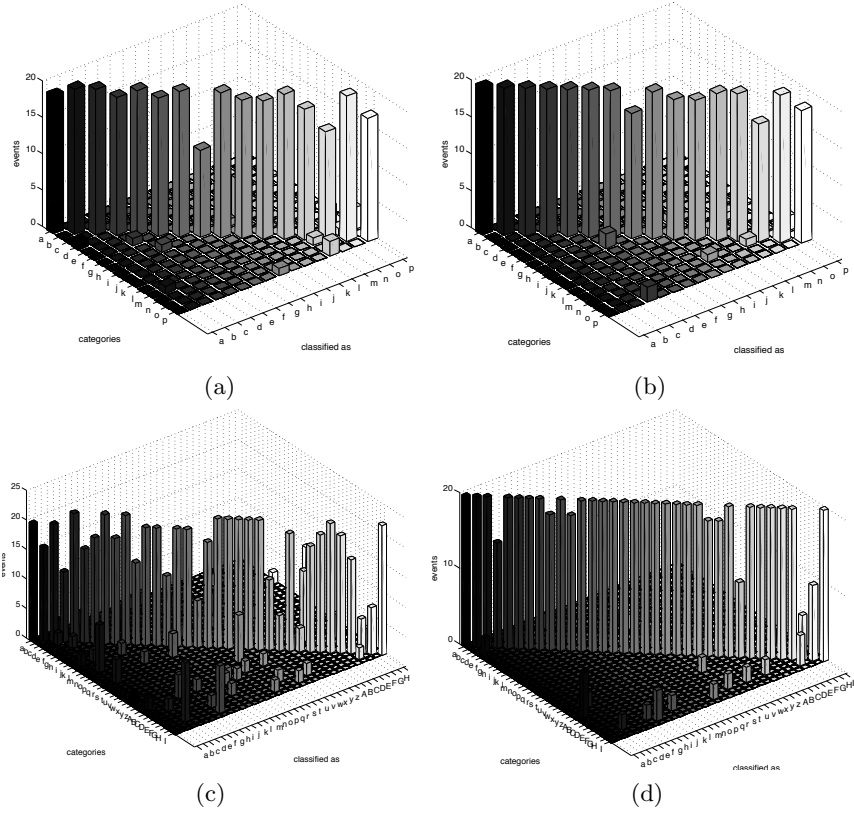 20
15
10
5
0
events
a b c d e f g h i j k l m n o p
categories
a b c d e f g h i j k l m n o p
classified as
(a)
20
15
10
5
0
events
a b c d e f g h i j k l m n o p
categories
a b c d e f g h i j k l m n o p
classified as
(b)
25
20
15
10
5
0
events
a b c d e f g h i j k l m n o p q r s t u v w x y z A B C D E F G H I
categories
a b c d e f g h i j k l m n o p q r s t u v w x y z A B C D E F G H
classified as
(c)
20
10
0
events
a b c d e f g h i j k l m n o p q r s t u v w x y z A B C D E F G H I
categories
a b c d e f g h i j k l m n o p q r s t u v w x y z A B C D E F G H I
classified as
(d)